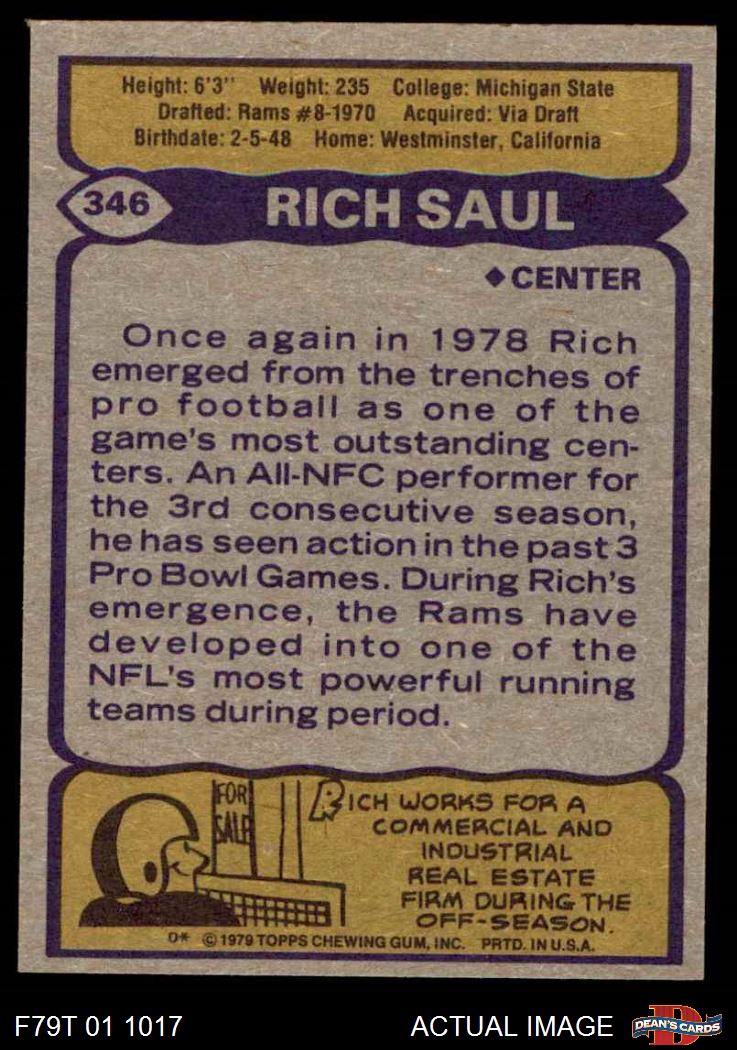 Height: 6'3" Weight: 235 College: Michigan State
Drafted: Rams #8-1970 Acquired: Via Draft
Birthdate: 2-5-48 Home: Westminster, California
346 RICH SAUL
◆CENTER
Once again in 1978 Rich
emerged from the trenches of
pro football as one of the
game's most outstanding cen-
ters. An All-NFC performer for
the 3rd consecutive season,
he has seen action in the past 3
Pro Bowl Games. During Rich's
emergence, the Rams have
developed into one of the
NFL's most powerful running
teams during period.
FOR
SALE
RICH WORKS FOR A
COMMERCIAL AND
INDUSTRIAL
REAL ESTATE
FIRM DURING THE
OFF-SEASON.
D* © 1979 TOPPS CHEWING GUM, INC. PRTD. IN U.S.A.
F79T 01 1017 ACTUAL IMAGE D DEAN'S CARDS